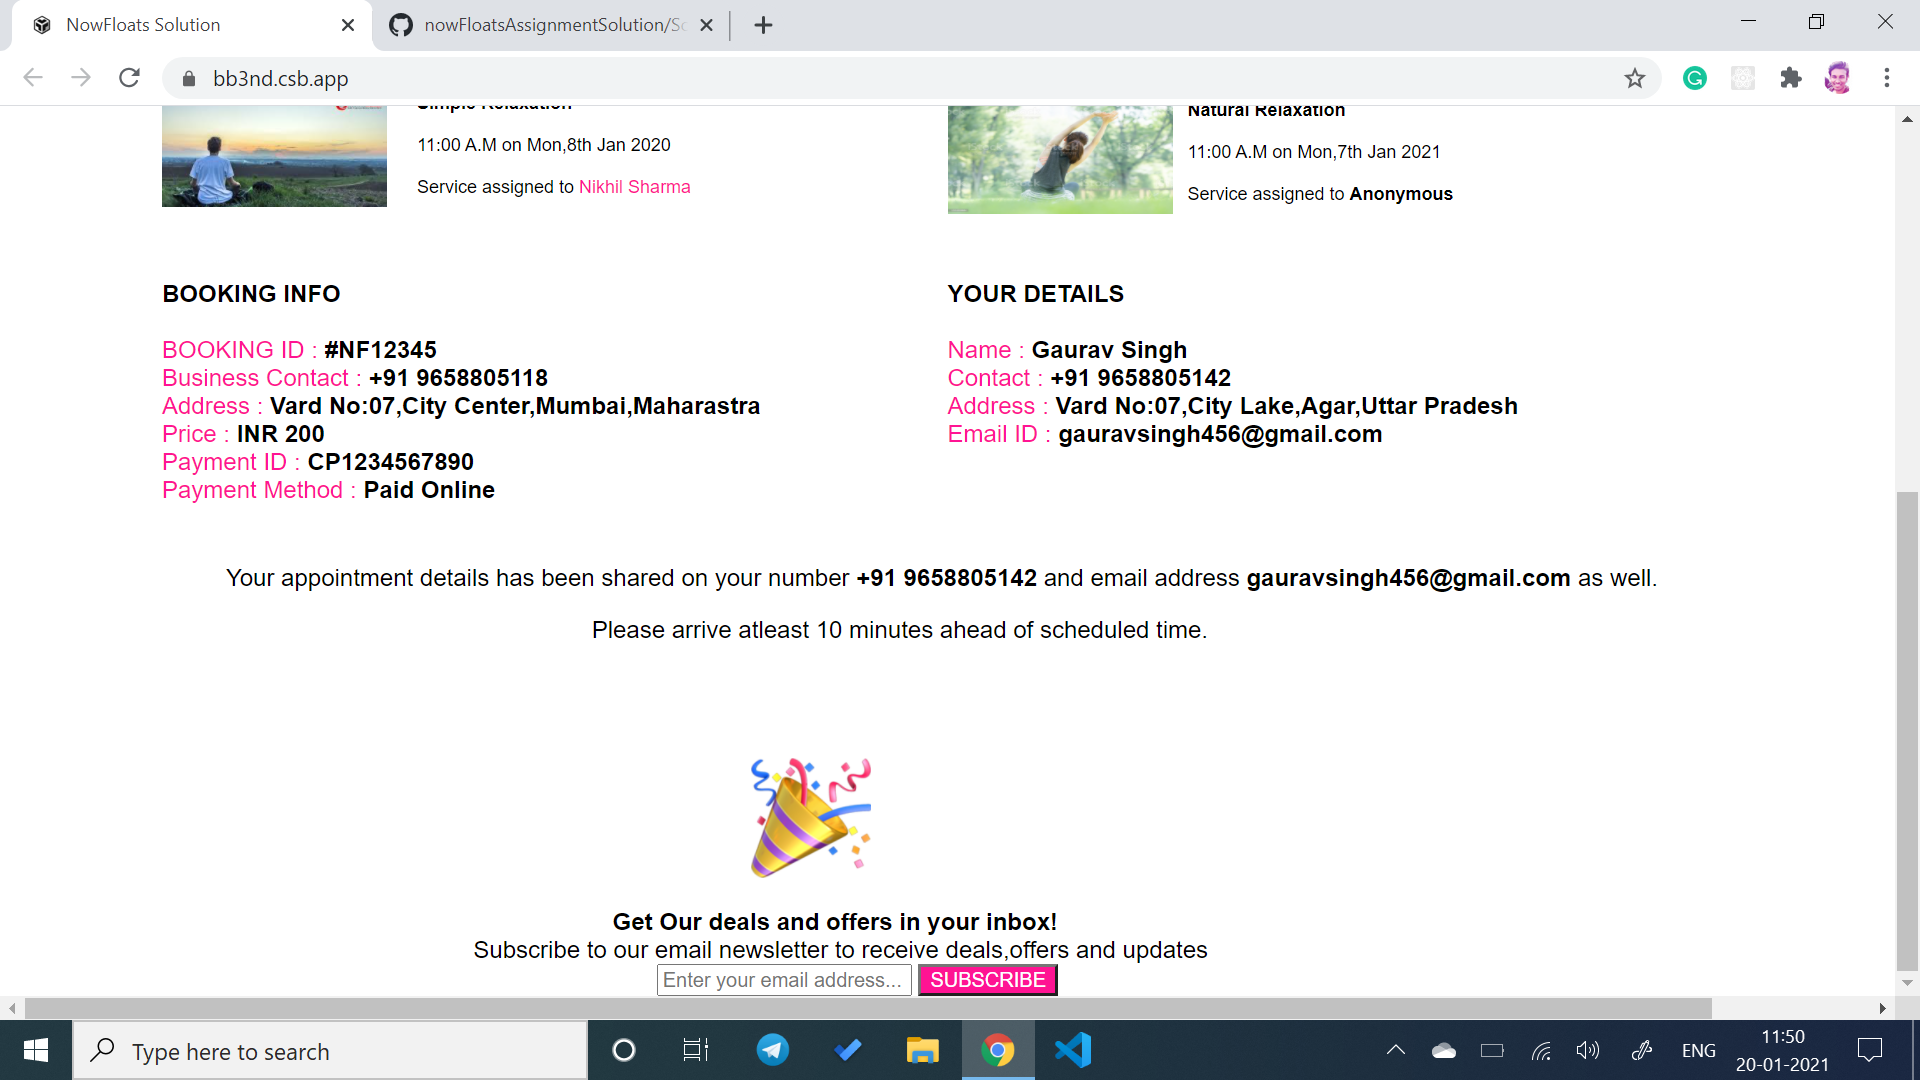 NowFloats Solution
nowFloatsAssignmentSolution/Sc
bb3nd.csb.app
Simple Relaxation
11:00 A.M on Mon,8th Jan 2020
Service assigned to Nikhil Sharma
Natural Relaxation
11:00 A.M on Mon,7th Jan 2021
Service assigned to Anonymous
BOOKING INFO
BOOKING ID : #NF12345
Business Contact : +91 9658805118
Address : Vard No:07,City Center,Mumbai,Maharastra
Price : INR 200
Payment ID : CP1234567890
Payment Method : Paid Online
YOUR DETAILS
Name : Gaurav Singh
Contact : +91 9658805142
Address : Vard No:07,City Lake,Agar,Uttar Pradesh
Email ID : gauravsingh456@gmail.com
Your appointment details has been shared on your number +91 9658805142 and email address gauravsingh456@gmail.com as well.
Please arrive atleast 10 minutes ahead of scheduled time.
Get Our deals and offers in your inbox!
Subscribe to our email newsletter to receive deals,offers and updates
Enter your email address... SUBSCRIBE
Type here to search
ENG
11:50
20-01-2021